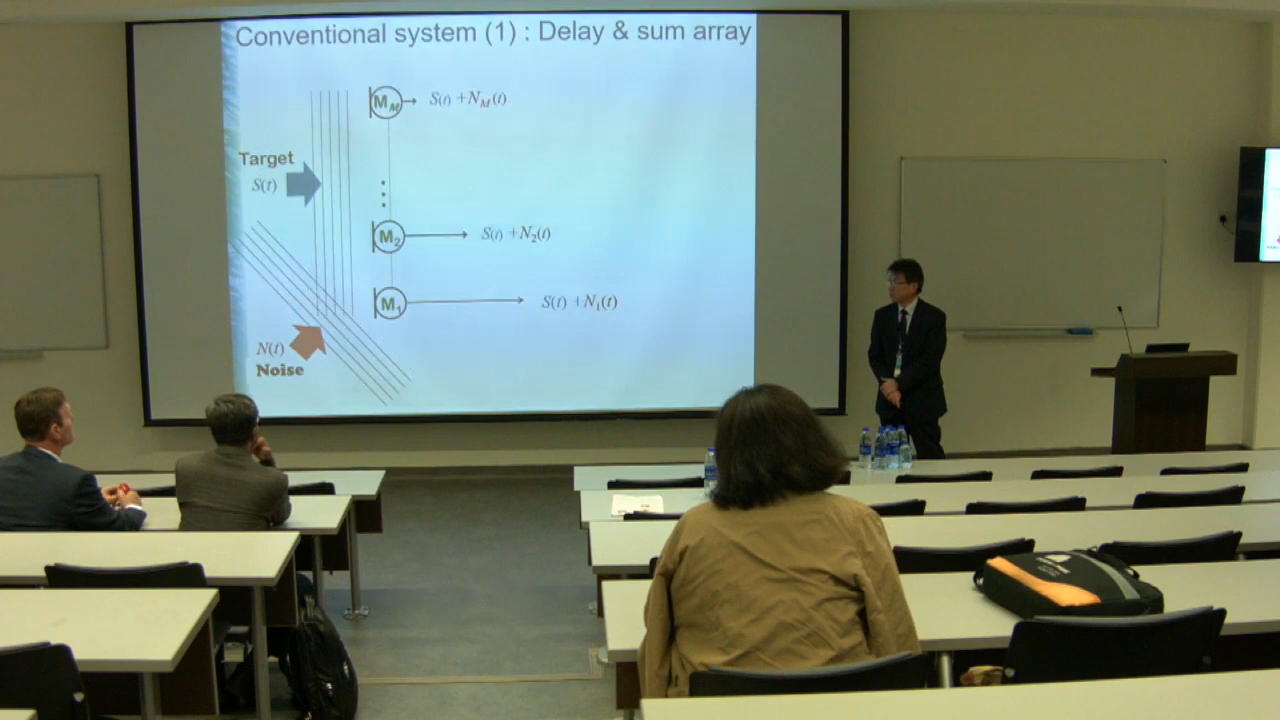 Conventional system (1) : Delay & sum array
M_M
S(t) +N_M(t)
Target
S(t)
M_2
S(t) +N_2(t)
M_1
S(t) +N_1(t)
N(t)
Noise